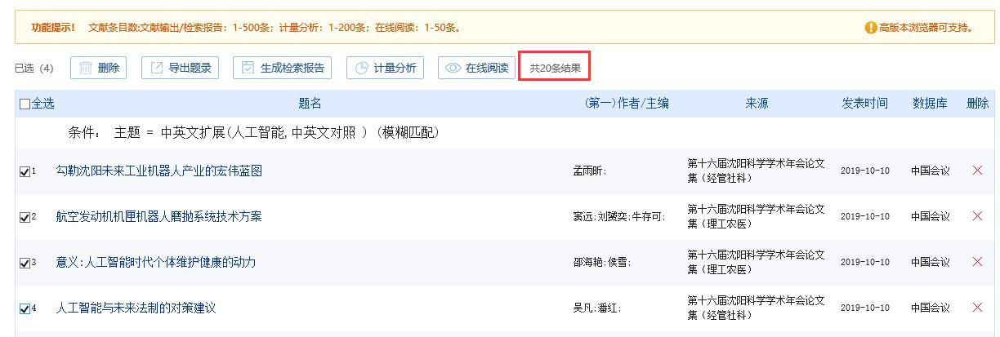 功能提示！ 文献条目数:文献输出/检索报告：1-500条；计量分析：1-200条；在线阅读：1-50条。 高版本浏览器可支持。
已选（4） 删除 导出题录 生成检索报告 计量分析 在线阅读 共20条结果
全选 题名 (第一)作者/主编 来源 发表时间 数据库 删除
条件： 主题 = 中英文扩展(人工智能,中英文对照 ) (模糊匹配)
1 勾勒沈阳未来工业机器人产业的宏伟蓝图 孟雨昕; 第十六届沈阳科学学术年会论文 2019-10-10 中国会议
集（经管社科）
2 航空发动机机匣机器人磨抛系统技术方案 窦远;刘赟奕;牛存可; 第十六届沈阳科学学术年会论文 2019-10-10 中国会议
集（理工农医）
3 意义:人工智能时代个体维护健康的动力 邵海艳;侯雪; 第十六届沈阳科学学术年会论文 2019-10-10 中国会议
集（理工农医）
4 人工智能与未来法制的对策建议 吴凡;潘红; 第十六届沈阳科学学术年会论文 2019-10-10 中国会议
集（经管社科）